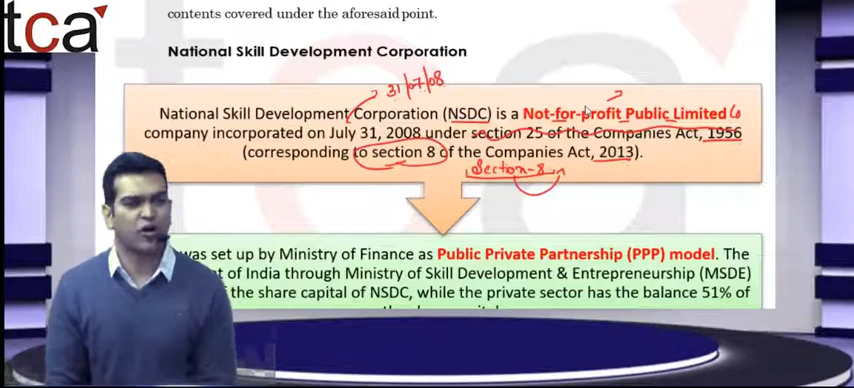 tca
contents covered under the aforesaid point.
National Skill Development Corporation
31/07/08
National Skill Development Corporation (NSDC) is a Not-for-profit Public Limited Co
company incorporated on July 31, 2008 under section 25 of the Companies Act, 1956
(corresponding to section 8 of the Companies Act, 2013).
Section-8
was set up by Ministry of Finance as Public Private Partnership (PPP) model. The
of India through Ministry of Skill Development & Entrepreneurship (MSDE)
the share capital of NSDC, while the private sector has the balance 51% of